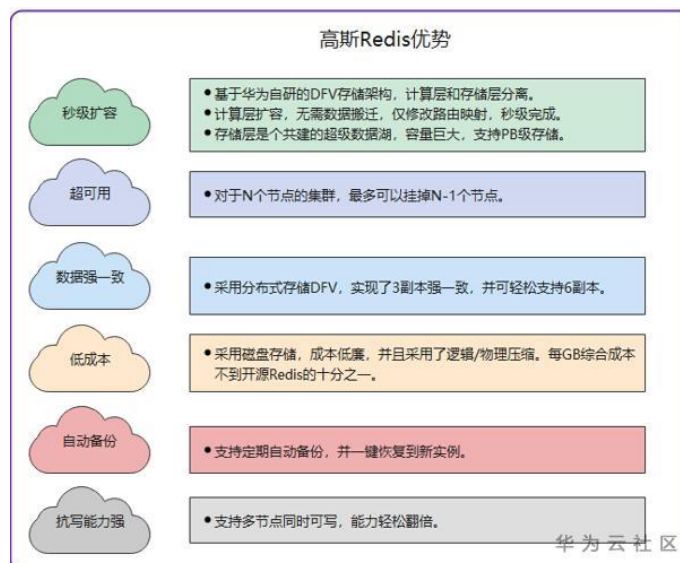 高斯Redis优势
秒级扩容
●基于华为自研的DFV存储架构，计算层和存储层分离。
●计算层扩容，无需数据搬迁，仅修改路由映射，秒级完成。
●存储层是个共建的超级数据湖，容量巨大，支持PB级存储。
超可用
●对于N个节点的集群，最多可以挂掉N-1个节点。
数据强一致
●采用分布式存储DFV，实现了3副本强一致，并可轻松支持6副本。
低成本
●采用磁盘存储，成本低廉，并且采用了逻辑/物理压缩。每GB综合成本
不到开源Redis的十分之一。
自动备份
●支持定期自动备份，并一键恢复到新实例。
抗写能力强
●支持多节点同时可写，能力轻松翻倍。
华为云社区